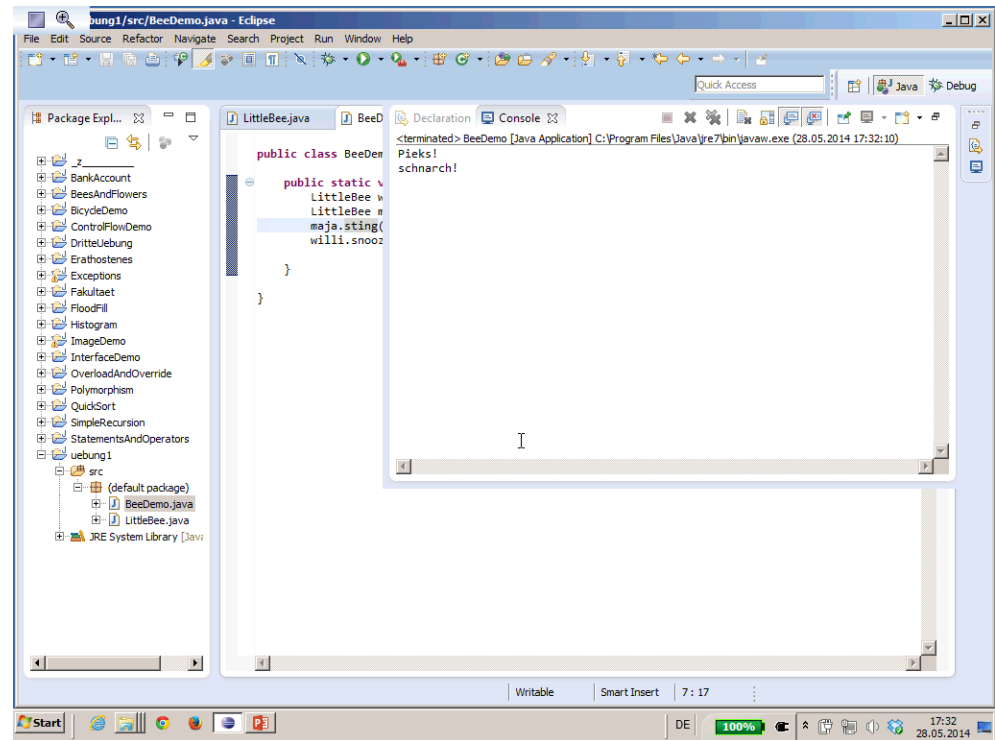 bung1/src/BeeDemo.java - Eclipse
File Edit Source Refactor Navigate Search Project Run Window Help
Quick Access
Java
Debug
Package Expl...
LittleBee.java
BeeD
Declaration
Console
<terminated> BeeDemo [Java Application] C:\Program Files\Java\jre7\bin\javaw.exe (28.05.2014 17:32:10)
Pieks!
schnarch!
_z_________
BankAccount
BeesAndFlowers
BicycleDemo
ControlFlowDemo
DritteUebung
Erathostenes
Exceptions
Fakultaet
FloodFill
Histogram
ImageDemo
InterfaceDemo
OverloadAndOverride
Polymorphism
QuickSort
SimpleRecursion
StatementsAndOperators
uebung1
src
(default package)
BeeDemo.java
LittleBee.java
JRE System Library [Java
public class BeeDem
public static v
LittleBee w
LittleBee m
maja.sting(
willi.snooz
}
}
Writable
Smart Insert
7 : 17
Start
DE
100%
17:32
28.05.2014